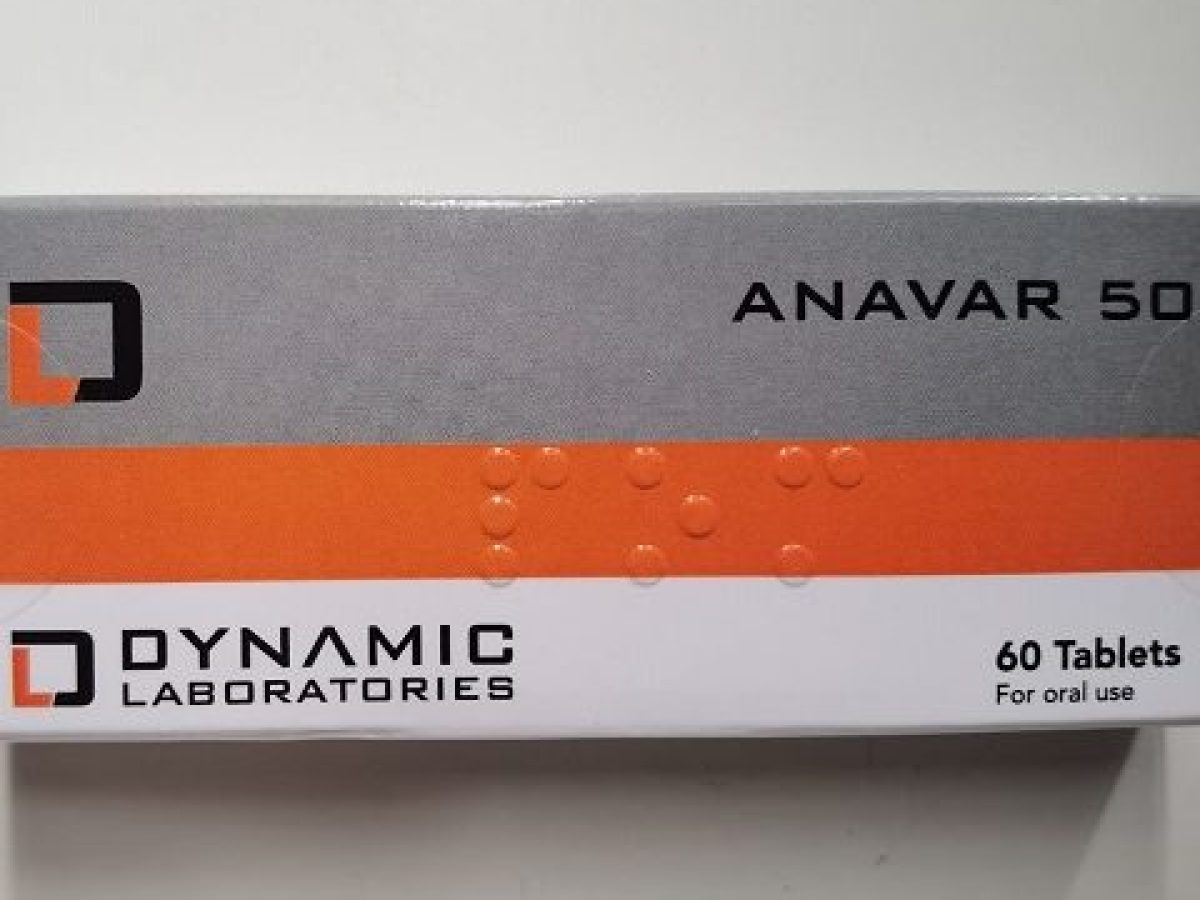 ANAVAR 50
⠏⠕⠍
DYNAMIC
LABORATORIES
60 Tablets
For oral use